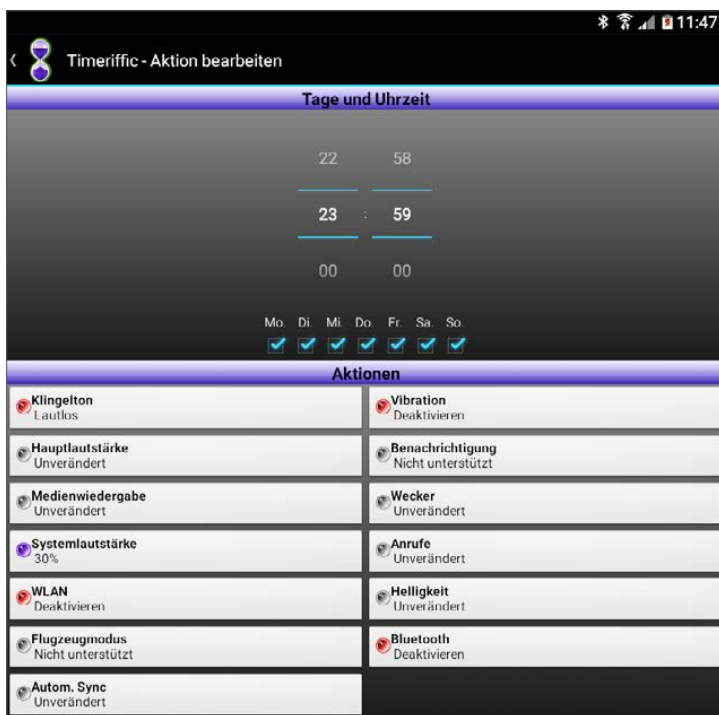 11:47
Timeriffic - Aktion bearbeiten
Tage und Uhrzeit
22 58
23 : 59
00 00
Mo. Di. Mi. Do. Fr. Sa. So.
Aktionen
Klingelton
Lautlos
Vibration
Deaktivieren
Hauptlautstärke
Unverändert
Benachrichtigung
Nicht unterstützt
Medienwiedergabe
Unverändert
Wecker
Unverändert
Systemlautstärke
30%
Anrufe
Unverändert
WLAN
Deaktivieren
Helligkeit
Unverändert
Flugzeugmodus
Nicht unterstützt
Bluetooth
Deaktivieren
Autom. Sync
Unverändert